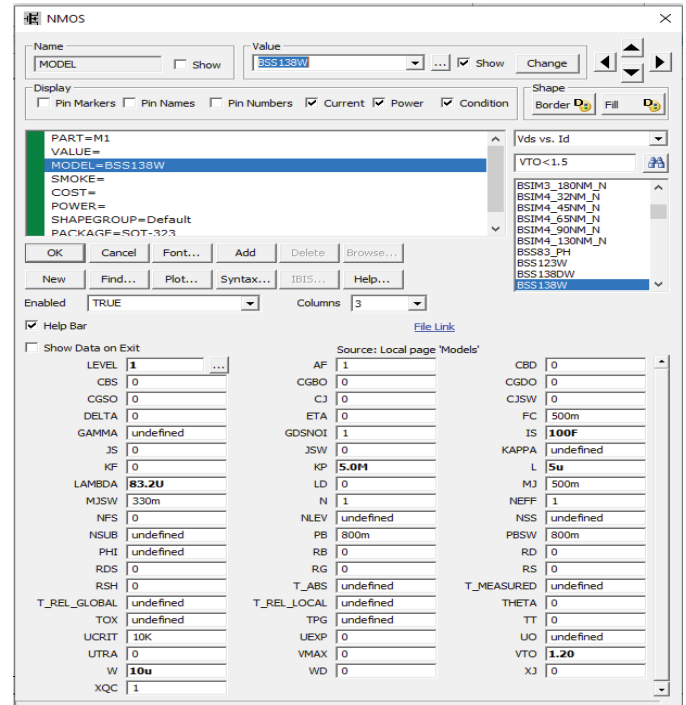 NMOS
Name
MODEL
Show
Value
BSS138W
...
Show
Change
Display
Pin Markers
Pin Names
Pin Numbers
Current
Power
Condition
Shape
Border
Fill
PART=M1
VALUE=
MODEL=BSS138W
SMOKE=
COST=
POWER=
SHAPEGROUP=Default
PACKAGE=SOT-323
Vds vs. Id
VTO<1.5
BSIM3_180NM_N
BSIM4_32NM_N
BSIM4_45NM_N
BSIM4_65NM_N
BSIM4_90NM_N
BSIM4_130NM_N
BSS83_PH
BSS123W
BSS138DW
BSS138W
OK Cancel Font... Add Delete Browse...
New Find... Plot... Syntax... IBIS... Help...
Enabled TRUE Columns 3
Help Bar File Link
Show Data on Exit Source: Local page 'Models'
LEVEL 1 ... AF 1 CBD 0
CBS 0 CGBO 0 CGDO 0
CGSO 0 CJ 0 CJSW 0
DELTA 0 ETA 0 FC 500m
GAMMA undefined GDSNOI 1 IS 100F
JS 0 JSW 0 KAPPA undefined
KF 0 KP 5.0M L 5u
LAMBDA 83.2U LD 0 MJ 500m
MJSW 330m N 1 NEFF 1
NFS 0 NLEV undefined NSS undefined
NSUB undefined PB 800m PBSW 800m
PHI undefined RB 0 RD 0
RDS 0 RG 0 RS 0
RSH 0 T_ABS undefined T_MEASURED undefined
T_REL_GLOBAL undefined T_REL_LOCAL undefined THETA 0
TOX undefined TPG undefined TT 0
UCRIT 10K UEXP 0 UO undefined
UTRA 0 VMAX 0 VTO 1.20
W 10u WD 0 XJ 0
XQC 1